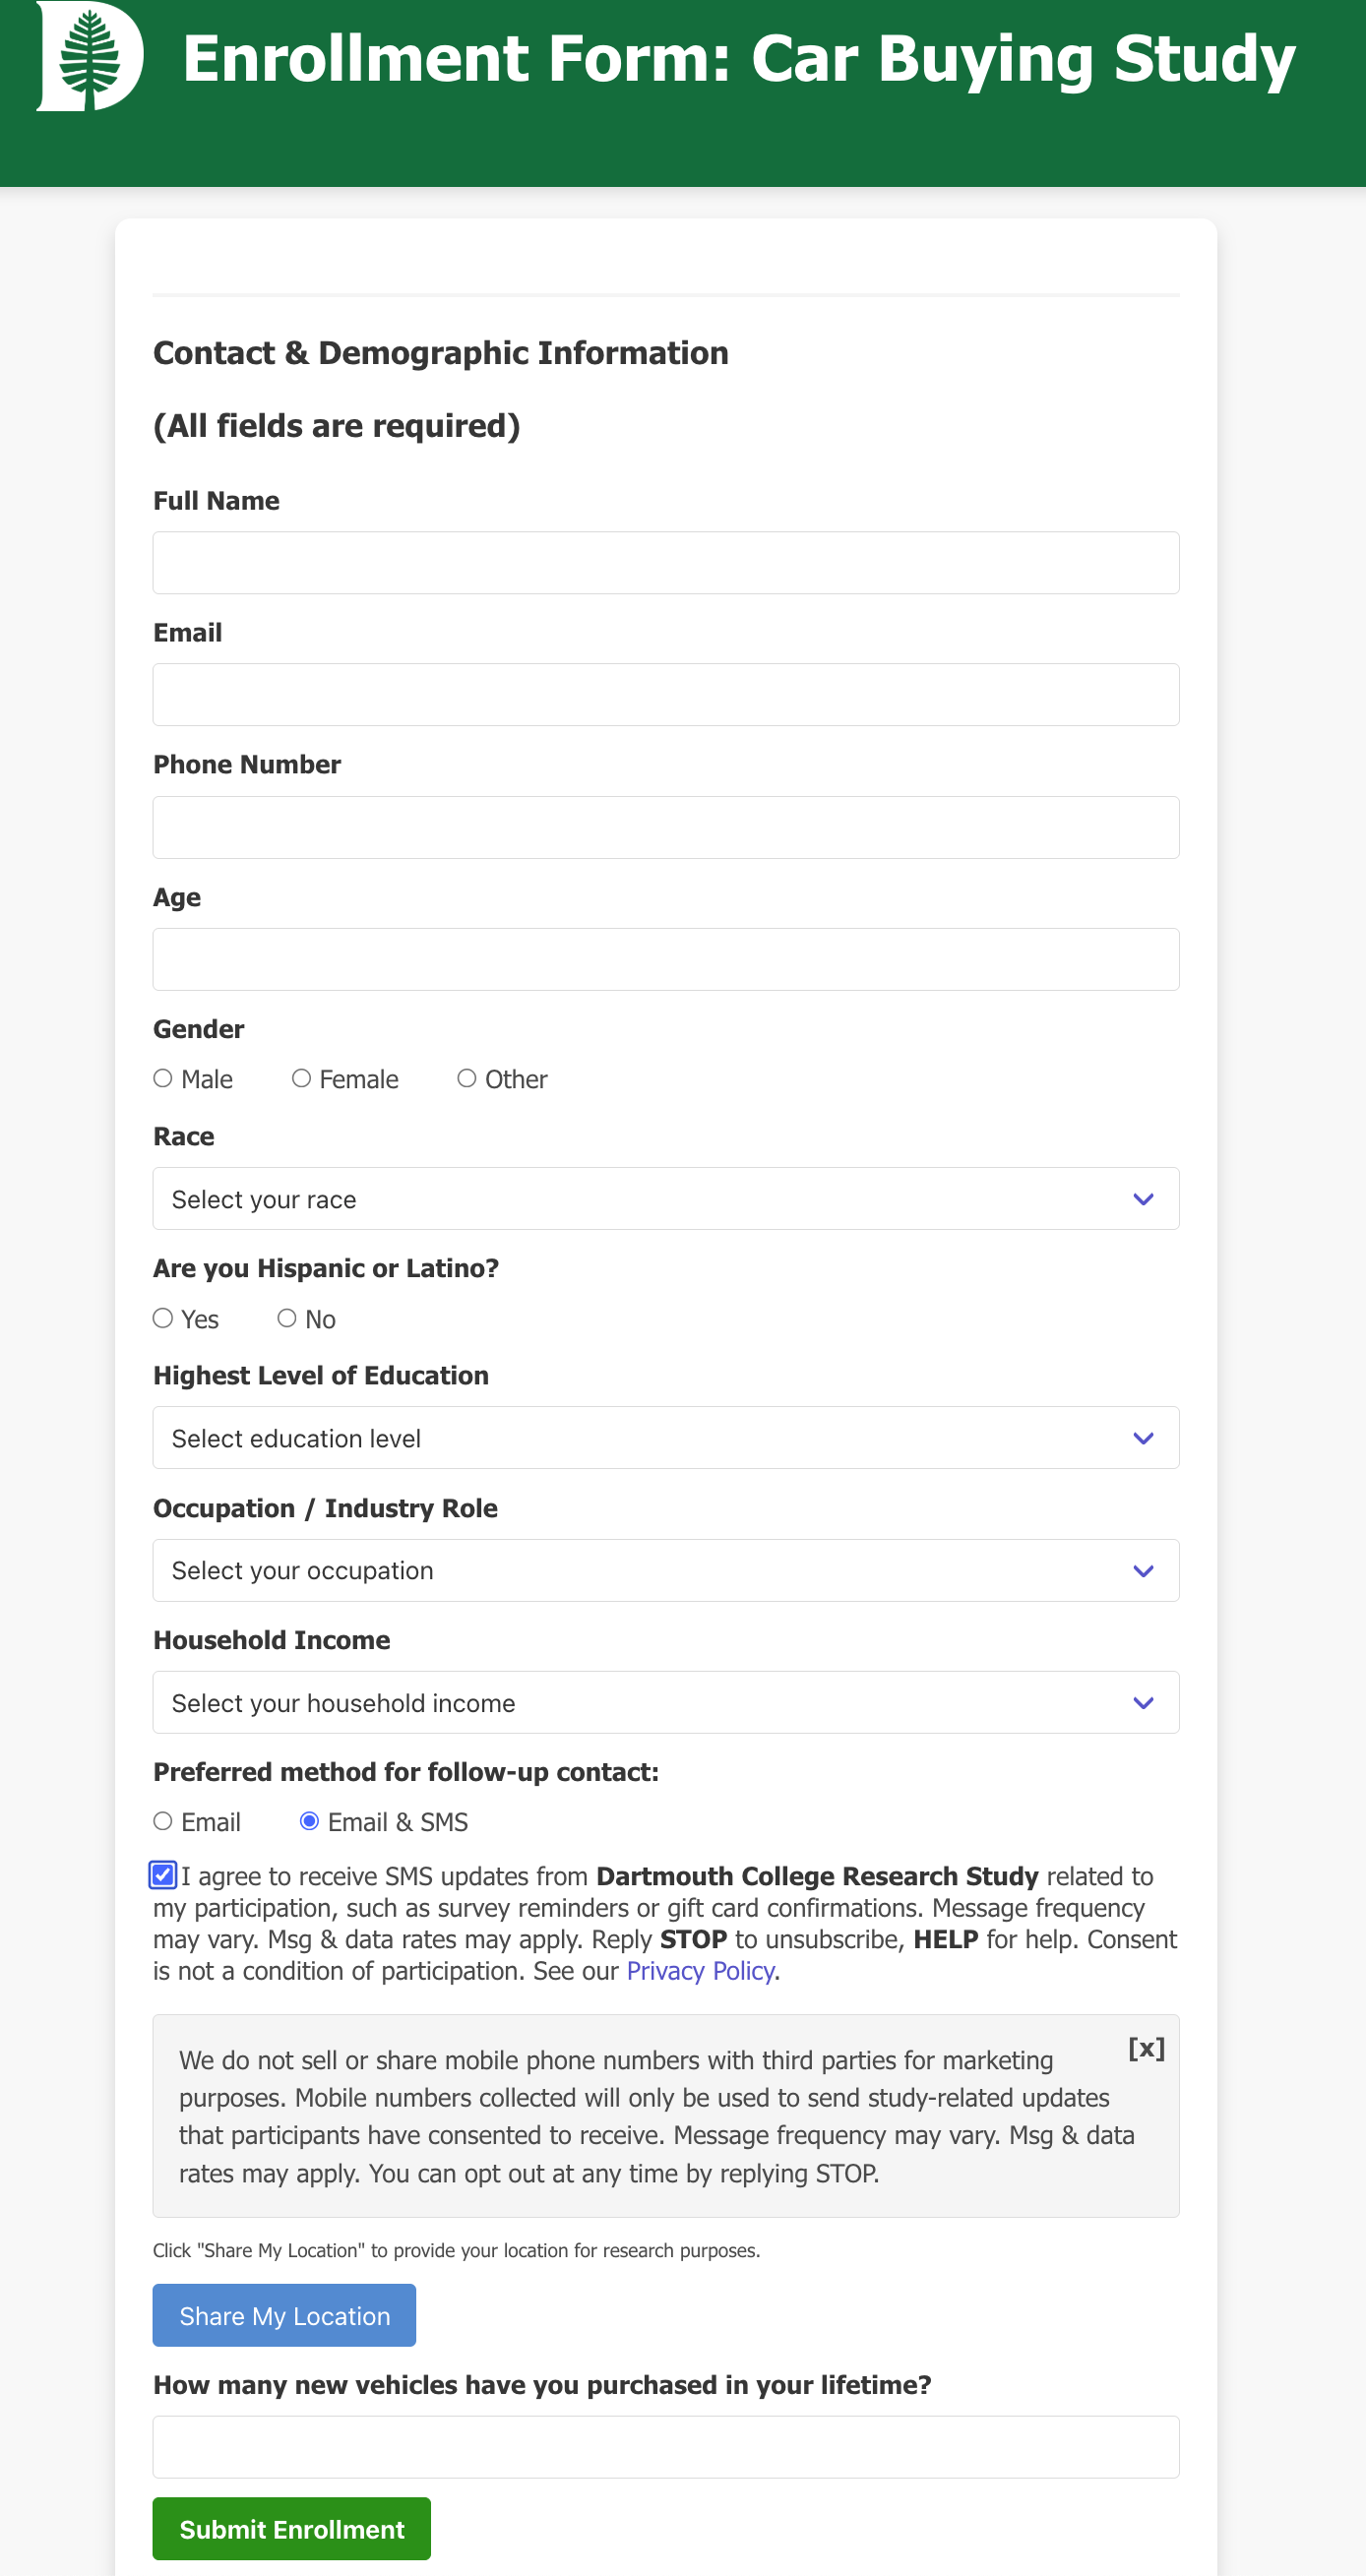 Enrollment Form: Car Buying Study
Contact & Demographic Information
(All fields are required)
Full Name
Email
Phone Number
Age
Gender
Male Female Other
Race
Select your race
Are you Hispanic or Latino?
Yes No
Highest Level of Education
Select education level
Occupation / Industry Role
Select your occupation
Household Income
Select your household income
Preferred method for follow-up contact:
Email Email & SMS
I agree to receive SMS updates from Dartmouth College Research Study related to
my participation, such as survey reminders or gift card confirmations. Message frequency
may vary. Msg & data rates may apply. Reply STOP to unsubscribe, HELP for help. Consent
is not a condition of participation. See our Privacy Policy.
[x]
We do not sell or share mobile phone numbers with third parties for marketing
purposes. Mobile numbers collected will only be used to send study-related updates
that participants have consented to receive. Message frequency may vary. Msg & data
rates may apply. You can opt out at any time by replying STOP.
Click "Share My Location" to provide your location for research purposes.
Share My Location
How many new vehicles have you purchased in your lifetime?
Submit Enrollment